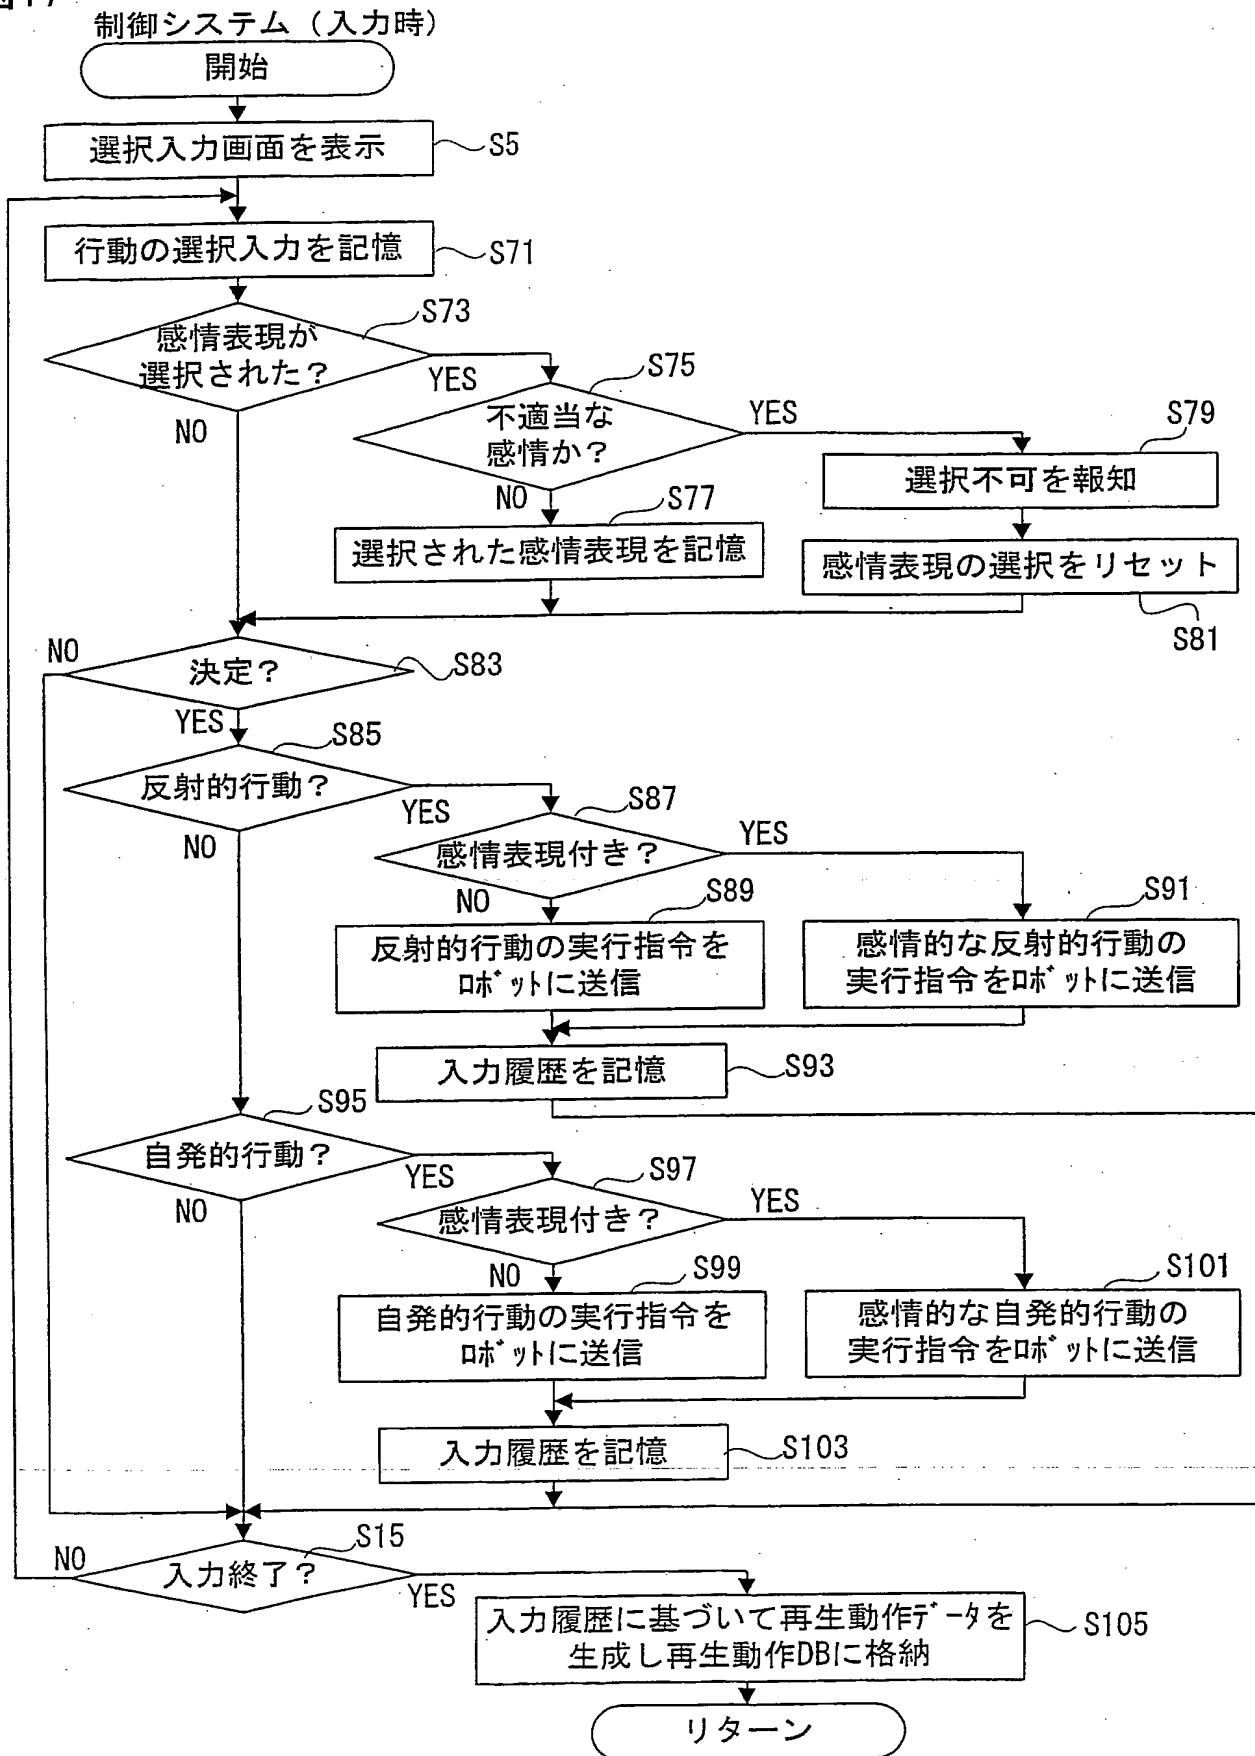 図17
制御システム（入力時）
開始
選択入力画面を表示
S5
行動の選択入力を記憶
S71
感情表現が
選択された？
S73
YES
NO
不適当な
感情か？
S75
YES
NO
選択不可を報知
S79
選択された感情表現を記憶
S77
感情表現の選択をリセット
S81
決定？
S83
NO
YES
反射的行動？
S85
YES
NO
感情表現付き？
S87
YES
NO
反射的行動の実行指令を
ﾛﾎﾞｯﾄに送信
S89
感情的な反射的行動の
実行指令をﾛﾎﾞｯﾄに送信
S91
入力履歴を記憶
S93
自発的行動？
S95
YES
NO
感情表現付き？
S97
YES
NO
自発的行動の実行指令を
ﾛﾎﾞｯﾄに送信
S99
感情的な自発的行動の
実行指令をﾛﾎﾞｯﾄに送信
S101
入力履歴を記憶
S103
入力終了？
S15
NO
YES
入力履歴に基づいて再生動作ﾃﾞｰﾀを
生成し再生動作DBに格納
S105
リターン